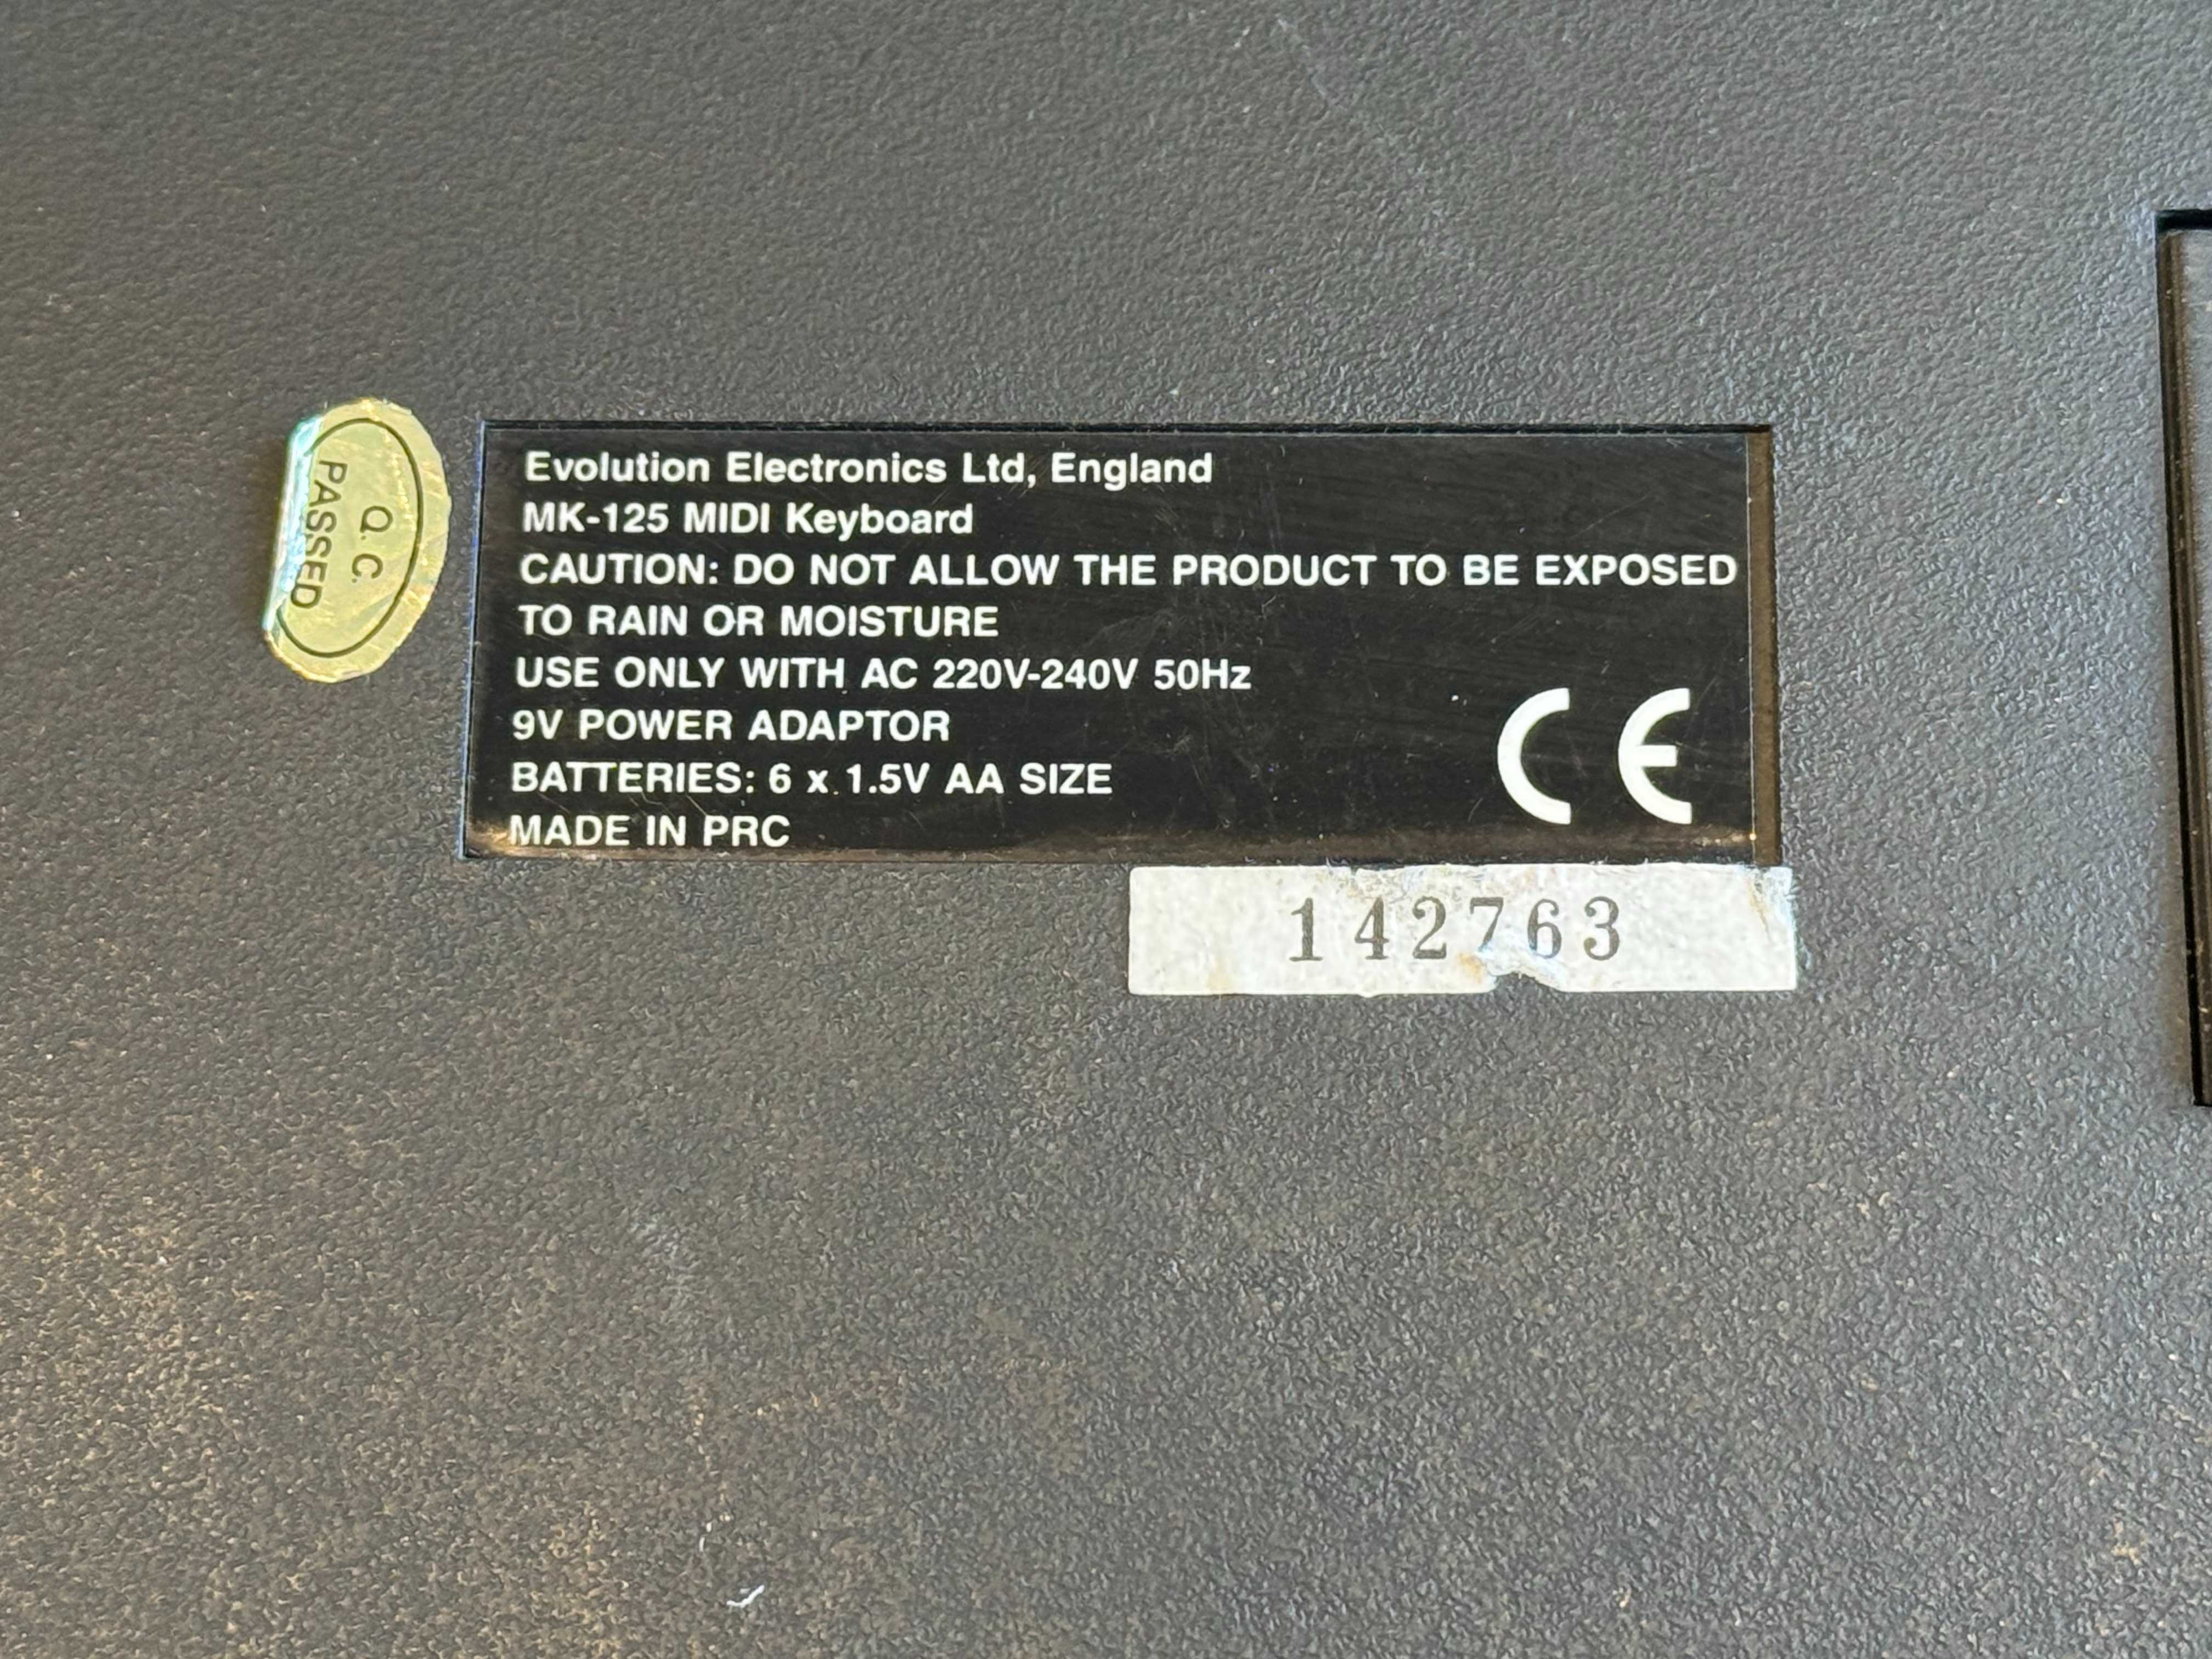 Evolution Electronics Ltd, England
MK-125 MIDI Keyboard
CAUTION: DO NOT ALLOW THE PRODUCT TO BE EXPOSED
TO RAIN OR MOISTURE
USE ONLY WITH AC 220V-240V 50Hz
9V POWER ADAPTOR
BATTERIES: 6 x 1.5V AA SIZE
MADE IN PRC
CE
142763
Q.C.
PASSED